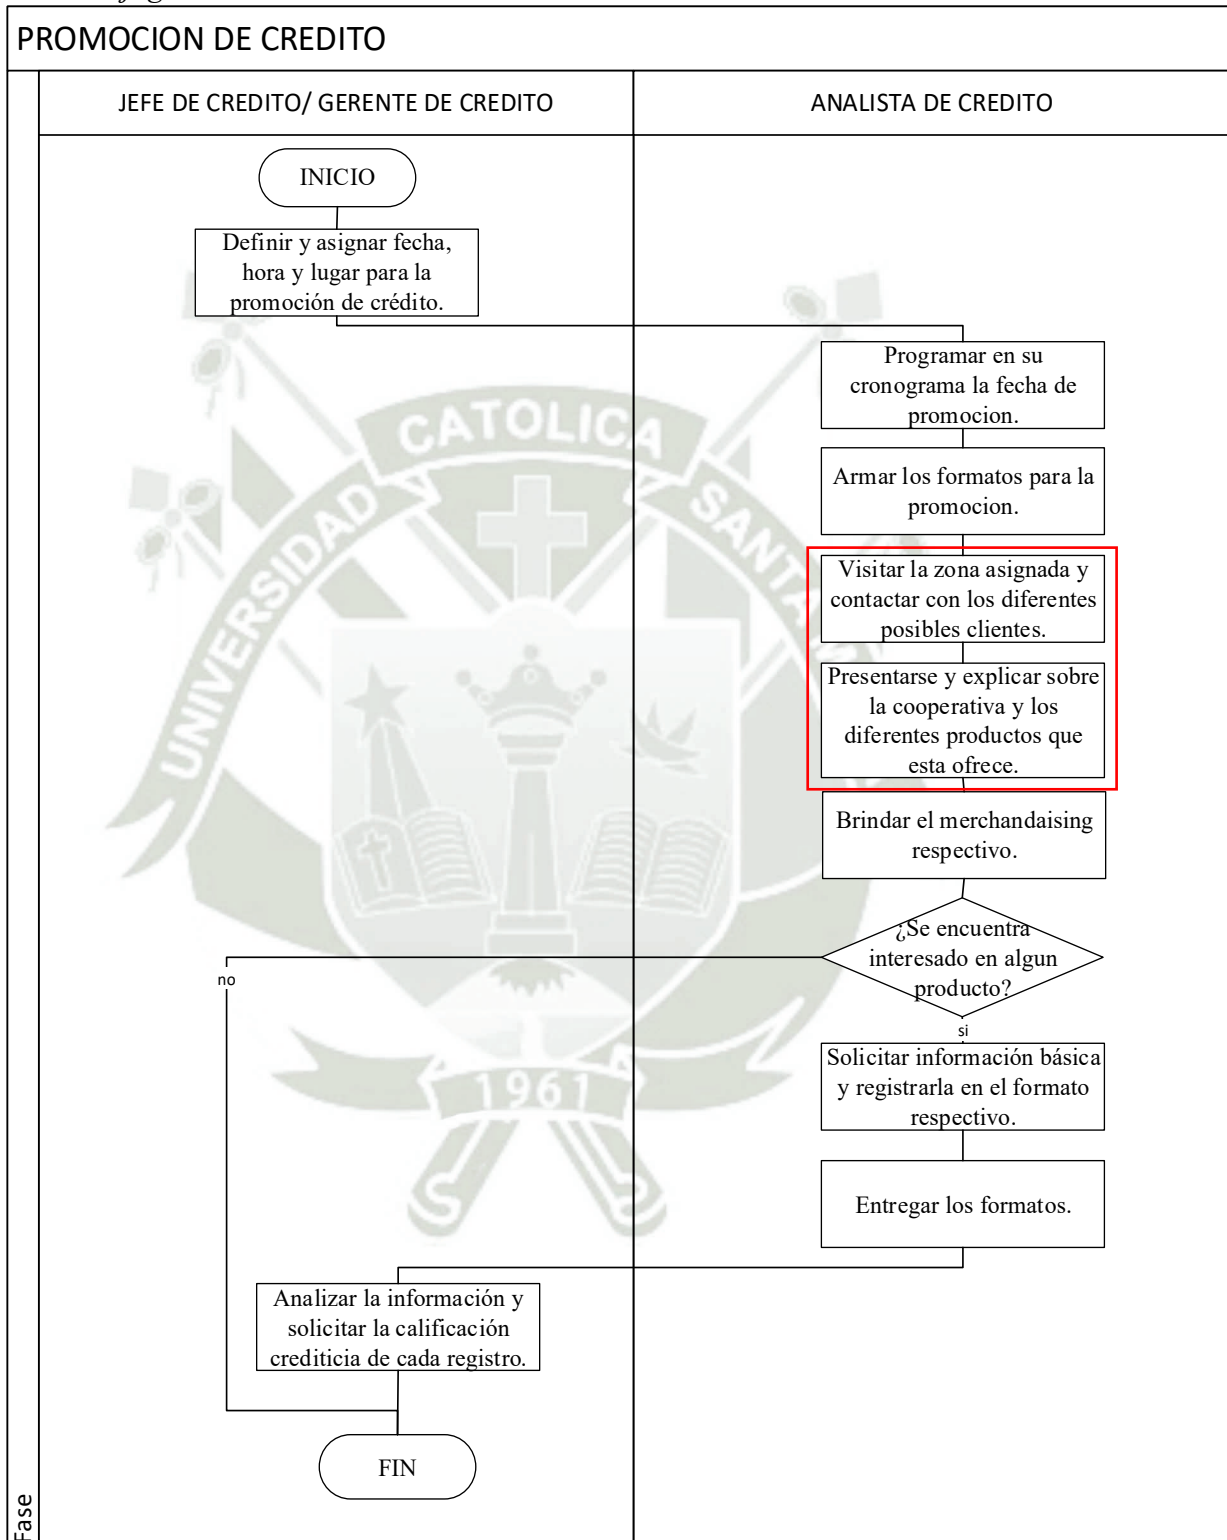 PROMOCION DE CREDITO
JEFE DE CREDITO/ GERENTE DE CREDITO
ANALISTA DE CREDITO
INICIO
Definir y asignar fecha,
hora y lugar para la
promoción de crédito.
Programar en su
cronograma la fecha de
promocion.
Armar los formatos para la
promocion.
Visitar la zona asignada y
contactar con los diferentes
posibles clientes.
Presentarse y explicar sobre
la cooperativa y los
diferentes productos que
esta ofrece.
Brindar el merchandaising
respectivo.
¿Se encuentra
interesado en algun
producto?
no
si
Solicitar información básica
y registrarla en el formato
respectivo.
Entregar los formatos.
Analizar la información y
solicitar la calificación
crediticia de cada registro.
FIN
Fase
UNIVERSIDAD
CATOLICA
1961